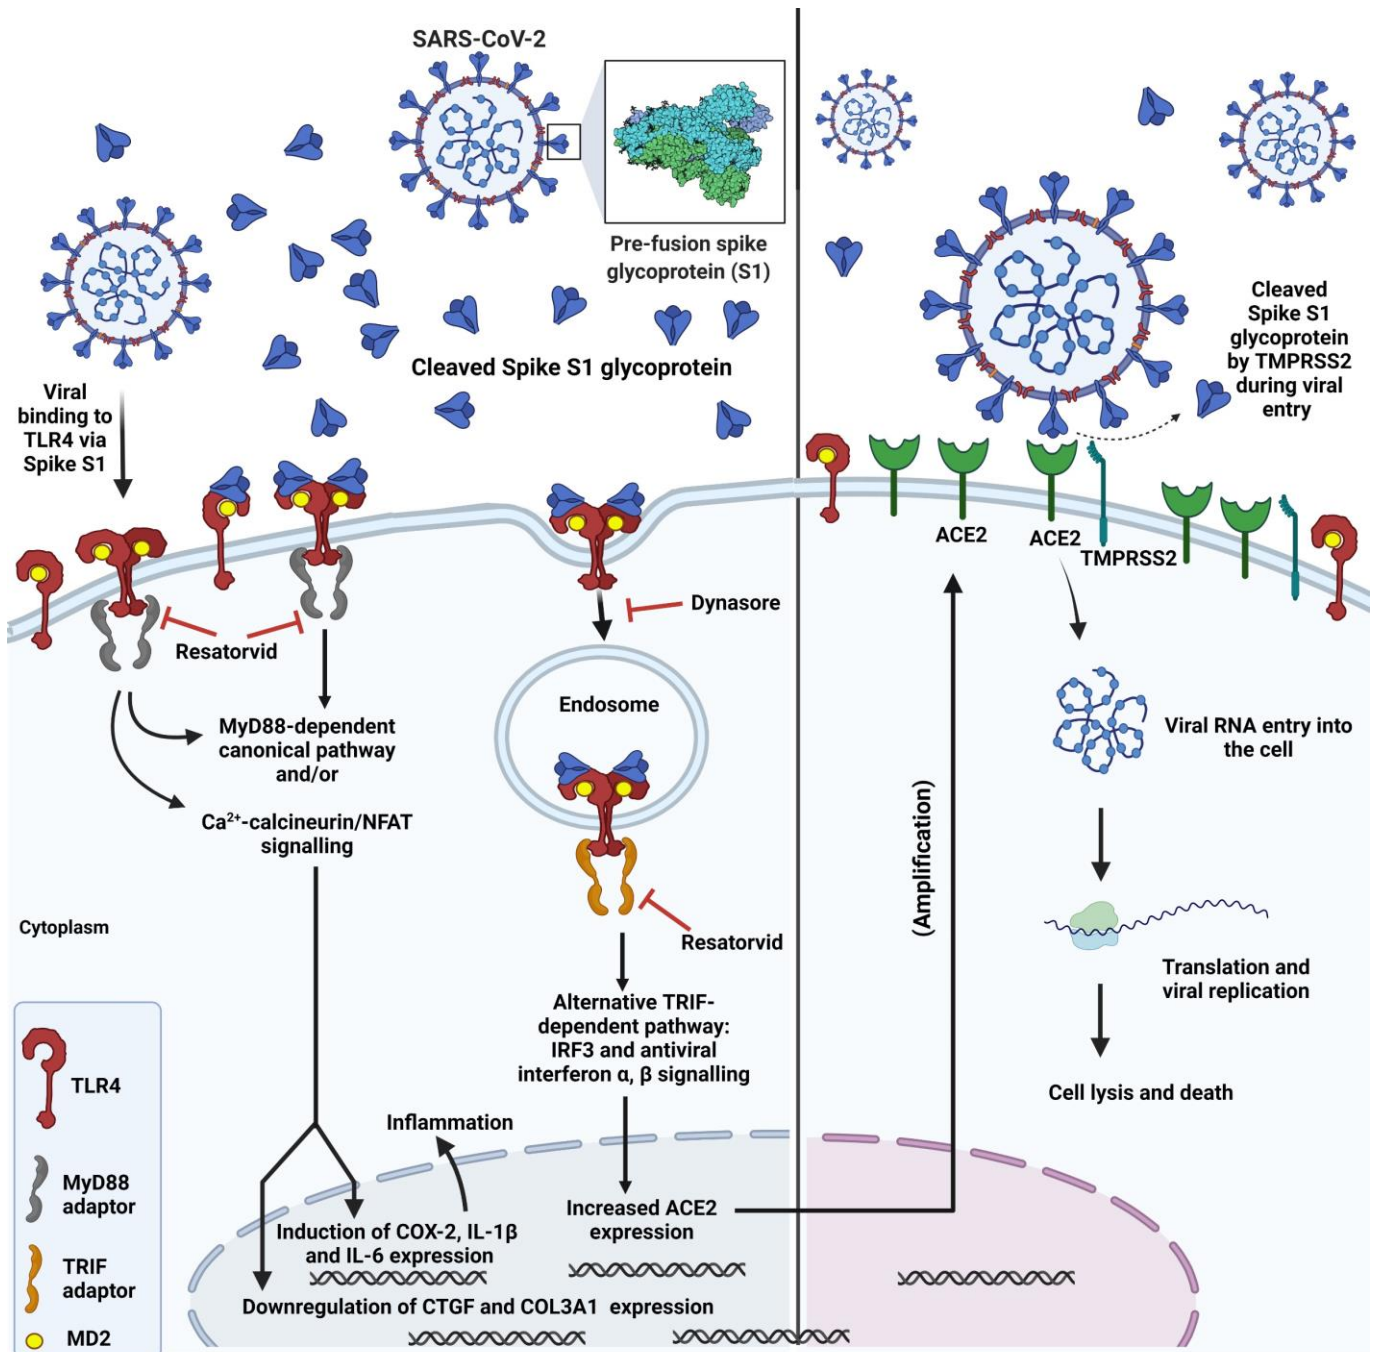 SARS-CoV-2
Pre-fusion spike
glycoprotein (S1)
Cleaved Spike S1 glycoprotein
Viral
binding to
TLR4 via
Spike S1
Resatorvid
MyD88-dependent
canonical pathway
and/or
Ca²⁺-calcineurin/NFAT
signalling
Dynasore
Endosome
Resatorvid
Alternative TRIF-
dependent pathway:
IRF3 and antiviral
interferon α, β signalling
Cytoplasm
TLR4
MyD88
adaptor
TRIF
adaptor
MD2
Inflammation
Induction of COX-2, IL-1β
and IL-6 expression
Downregulation of CTGF and COL3A1 expression
Increased ACE2
expression
(Amplification)
Cleaved
Spike S1
glycoprotein
by TMPRSS2
during viral
entry
ACE2
ACE2
TMPRSS2
Viral RNA entry into
the cell
Translation and
viral replication
Cell lysis and death